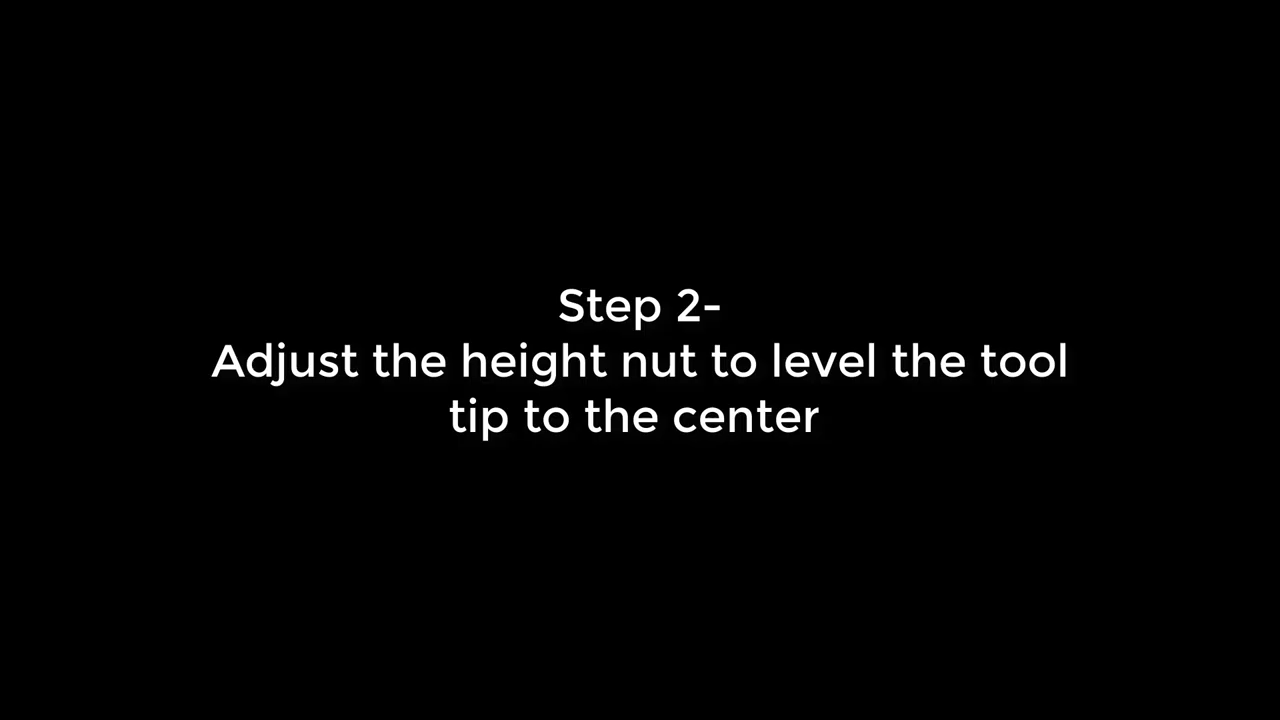 Step 2-
Adjust the height nut to level the tool
tip to the center